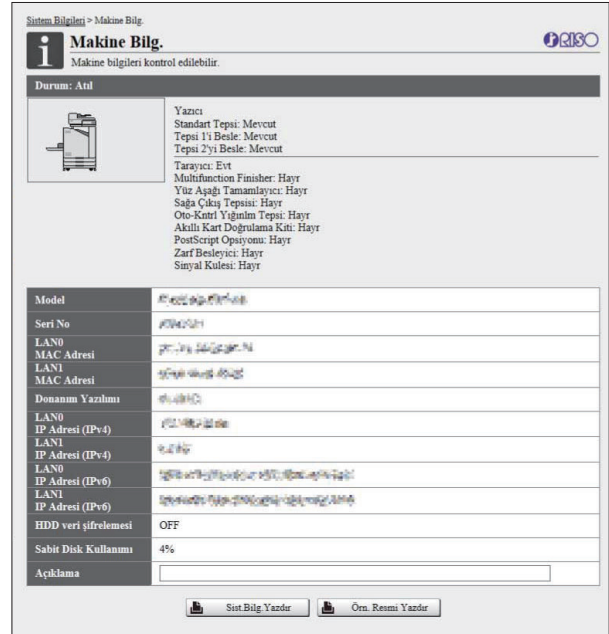 Sistem Bilgileri > Makine Bilg.
Makine Bilg.
RISO
Makine bilgileri kontrol edilebilir.
Durum: Atıl
Yazıcı
Standart Tepsi: Mevcut
Tepsi 1'i Besle: Mevcut
Tepsi 2'yi Besle: Mevcut
Tarayıcı: Evt
Multifunction Finisher: Hayr
Yüz Aşağı Tamamlayıcı: Hayr
Sağa Çıkış Tepsisi: Hayr
Oto-Kntrl Yığınlm Tepsi: Hayr
Akıllı Kart Doğrulama Kiti: Hayr
PostScript Opsiyonu: Hayr
Zarf Besleyici: Hayr
Sinyal Kulesi: Hayr
Model
Seri No
LAN0
MAC Adresi
LAN1
MAC Adresi
Donanım Yazılımı
LAN0
IP Adresi (IPv4)
LAN1
IP Adresi (IPv4)
LAN0
IP Adresi (IPv6)
LAN1
IP Adresi (IPv6)
HDD veri şifrelemesi OFF
Sabit Disk Kullanımı 4%
Açıklama
Sist.Bilg.Yazdır Örn. Resmi Yazdır